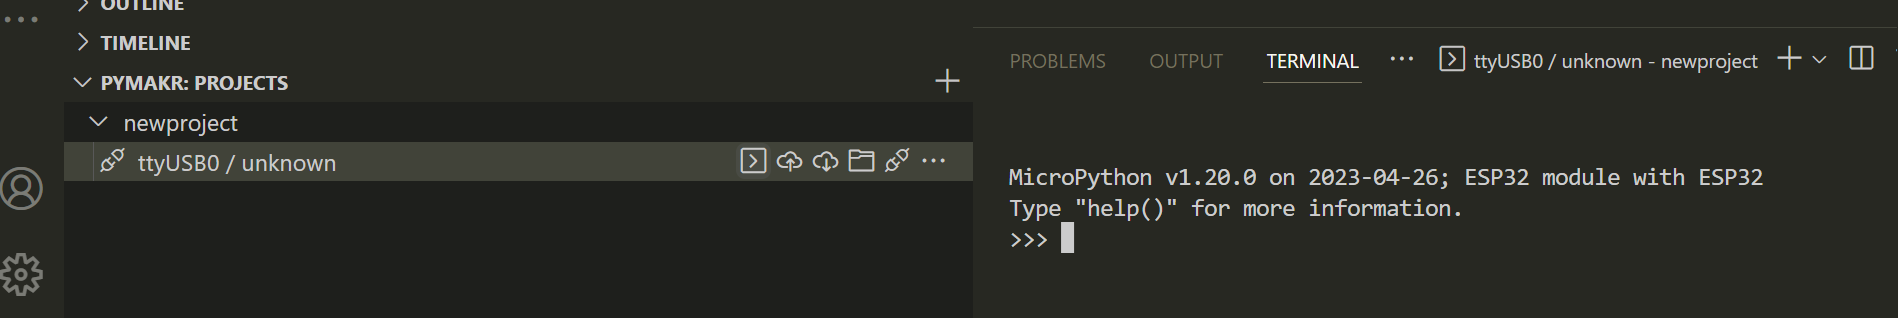 OUTLINE
TIMELINE
PYMAKR: PROJECTS
newproject
ttyUSB0 / unknown
PROBLEMS OUTPUT TERMINAL ttyUSB0 / unknown - newproject
MicroPython v1.20.0 on 2023-04-26; ESP32 module with ESP32
Type "help()" for more information.
>>>